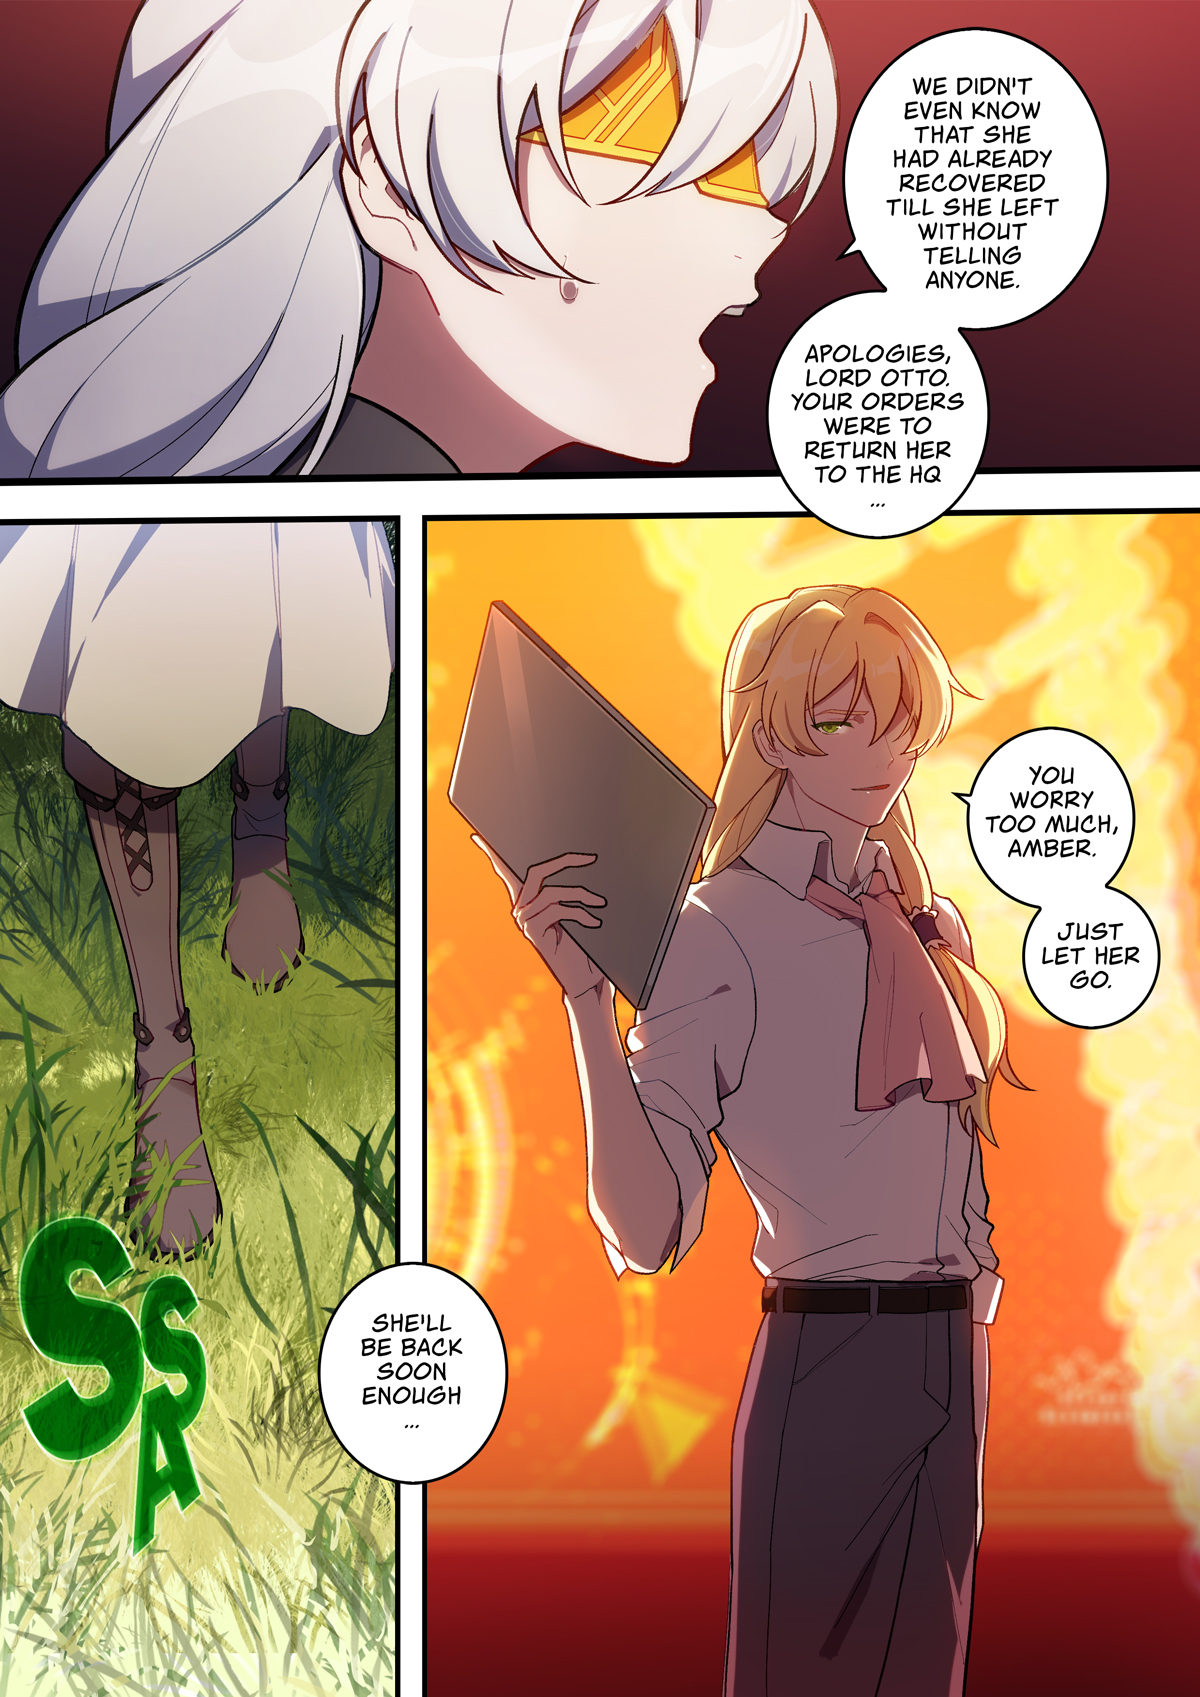 WE DIDN'T
EVEN KNOW
THAT SHE
HAD ALREADY
RECOVERED
TILL SHE LEFT
WITHOUT
TELLING
ANYONE.
APOLOGIES,
LORD OTTO.
YOUR ORDERS
WERE TO
RETURN HER
TO THE HQ
...
YOU
WORRY
TOO MUCH,
AMBER.
JUST
LET HER
GO.
SHE'LL
BE BACK
SOON
ENOUGH
...
SSA